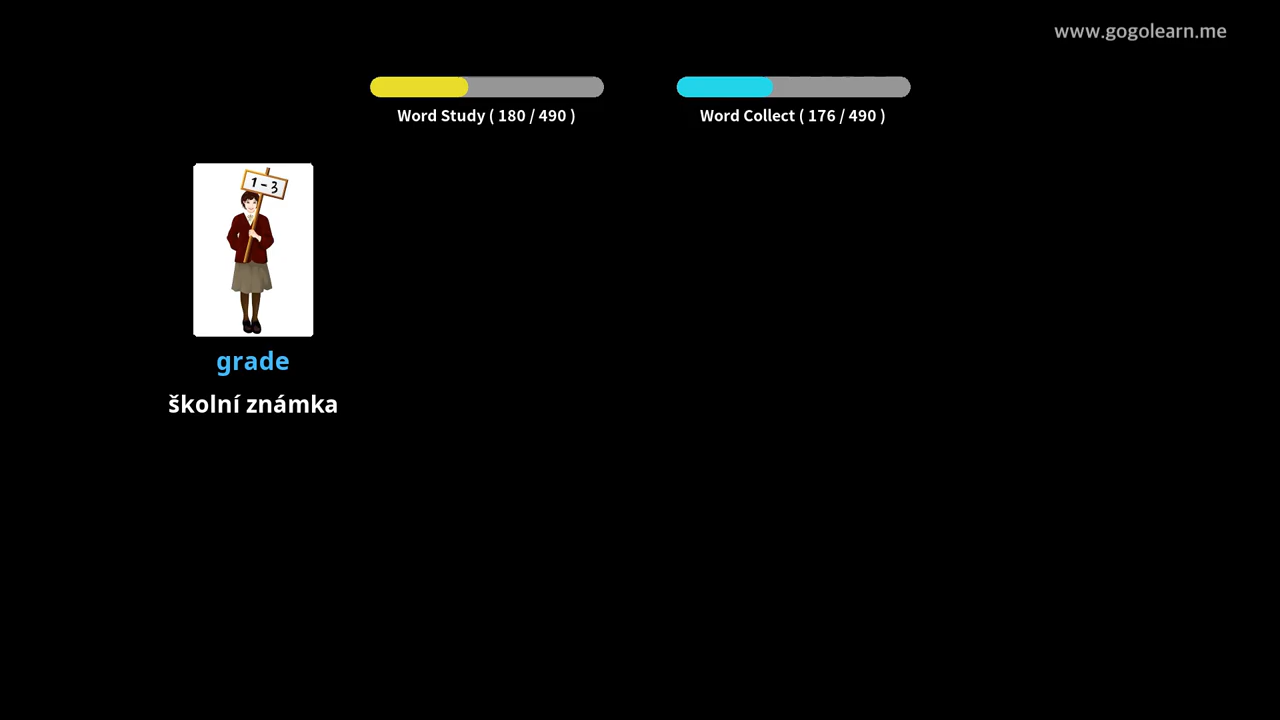 www.gogolearn.me
Word Study ( 180 / 490 )
Word Collect ( 176 / 490 )
1 - 3
grade
školní známka